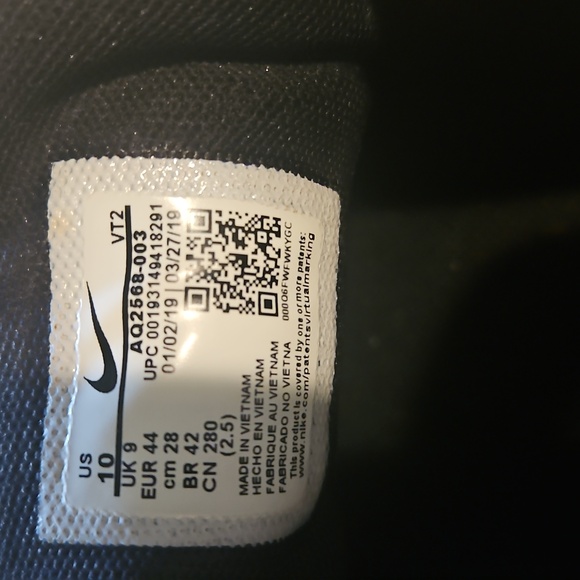 US
10
UK 9
EUR 44
cm 28
BR 42
CN 280
(2.5)
VT2
AQ2568-003
UPC 00193149418291
01/02/19 03/27/19
000Q6FWFWKYGC
MADE IN VIETNAM
HECHO EN VIETNAM
FABRIQUE AU VIETNAM
FABRICADO NO VIETNA
This product is covered by one or more patents:
www.nike.com/patentsvirtualmarking